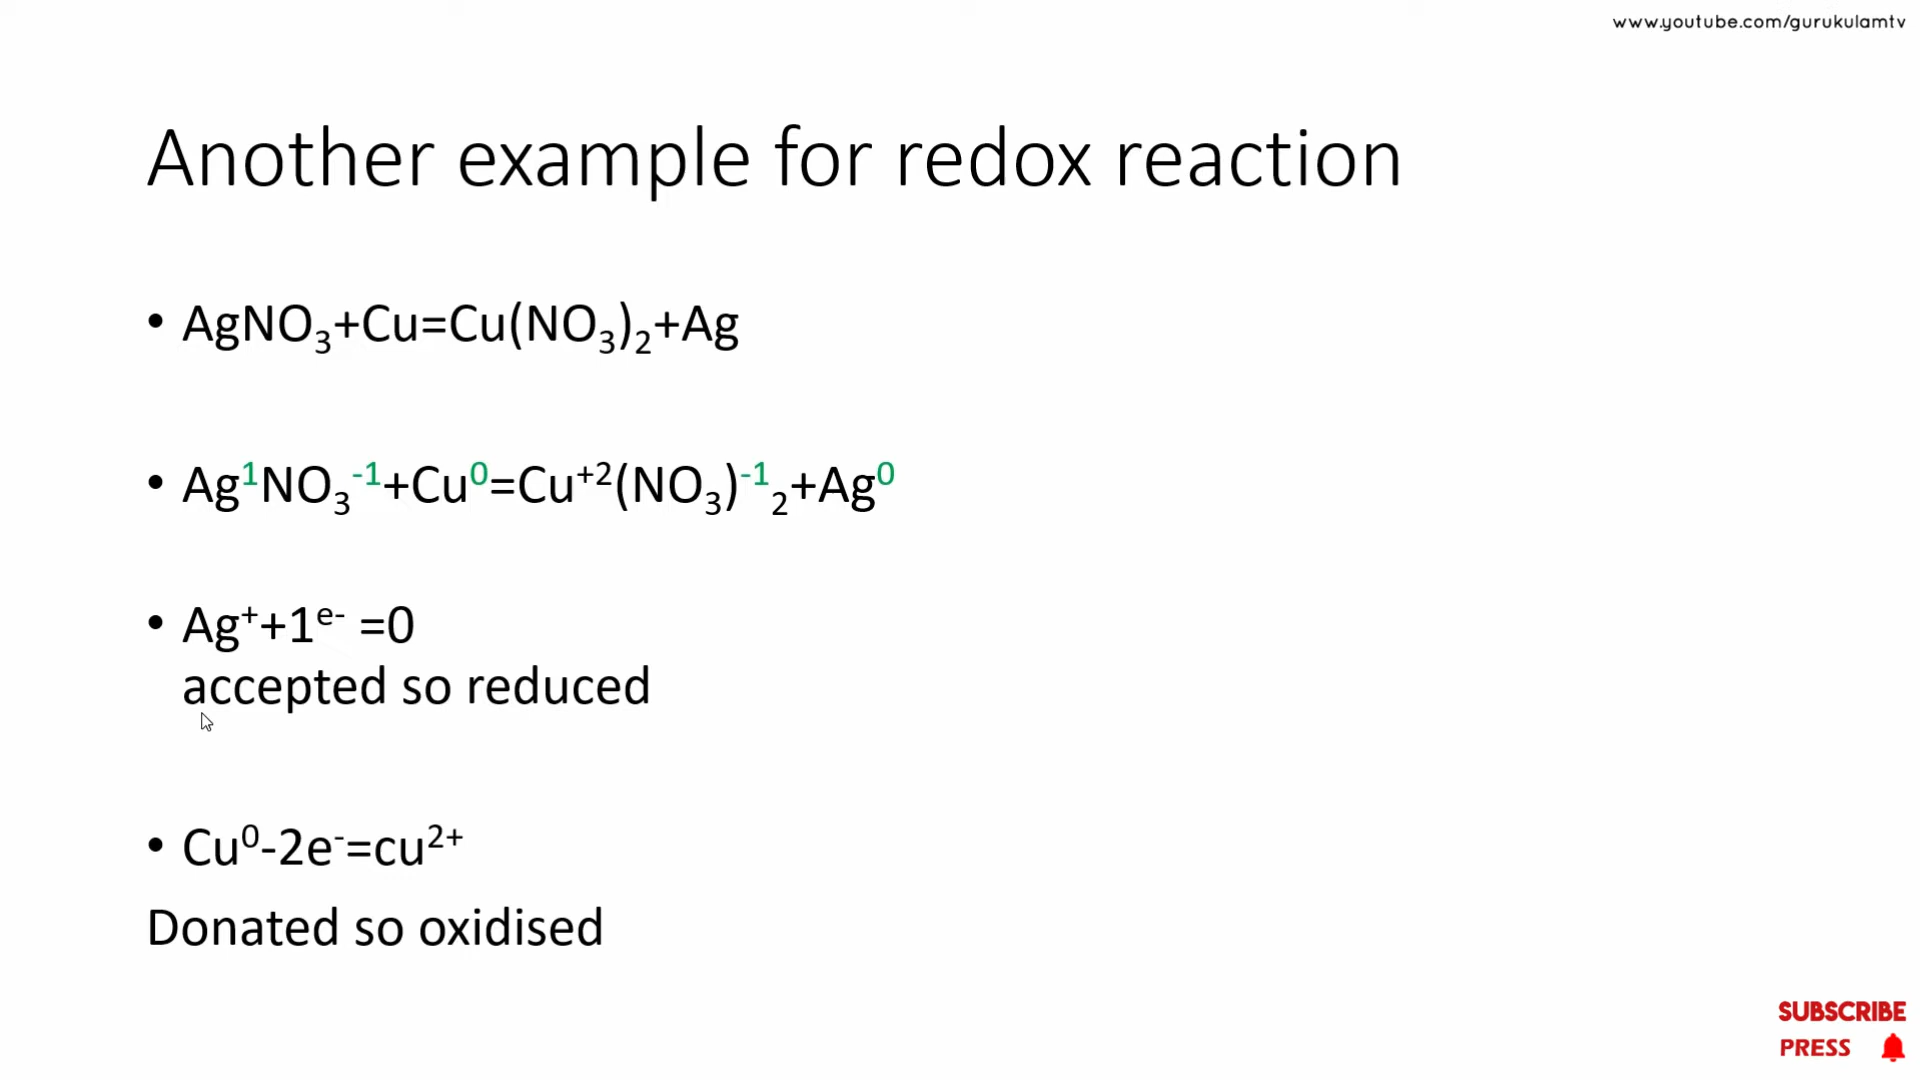 www.youtube.com/gurukulamtv
Another example for redox reaction
• AgNO₃+Cu=Cu(NO₃)₂+Ag
• Ag¹NO₃⁻¹+Cu⁰=Cu⁺²(NO₃)⁻¹₂+Ag⁰
• Ag⁺+1ᵉ⁻ =0
accepted so reduced
• Cu⁰-2e⁻=cu²⁺
Donated so oxidised
SUBSCRIBE
PRESS